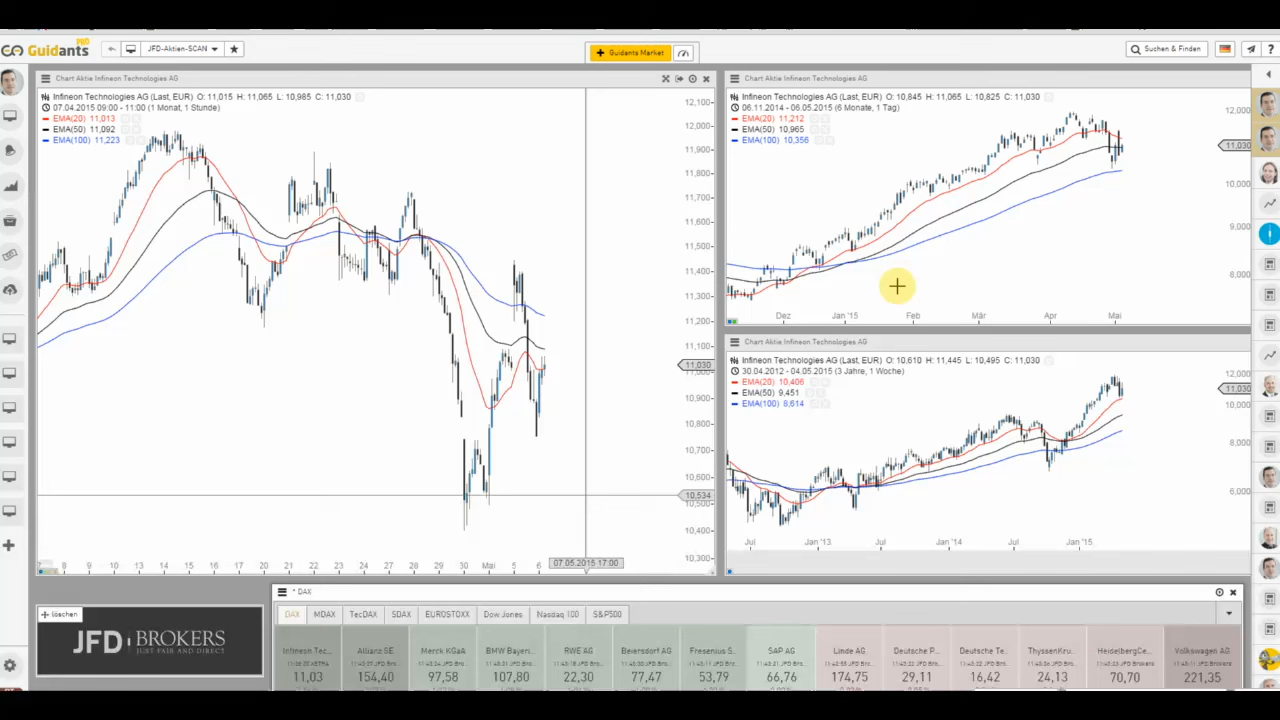 Guidants PRO
JFD-Aktien-SCAN
Guidants Market
Suchen & Finden
?
Chart Aktie Infineon Technologies AG
Infineon Technologies AG (Last, EUR) O: 11,015 H: 11,065 L: 10,985 C: 11,030
07.04.2015 09:00 - 11:00 (1 Monat, 1 Stunde)
EMA(20) 11,013
EMA(50) 11,092
EMA(100) 11,223
12,100
12,000
11,800
11,700
11,600
11,500
11,400
11,300
11,200
11,100
11,030
11,000
10,900
10,800
10,700
10,600
10,534
10,500
10,400
10,300
8 9 10 13 14 15 16 17 20 21 22 23 24 27 28 29 30 Mai 5 6 07.05.2015 17:00
Chart Aktie Infineon Technologies AG
Infineon Technologies AG (Last, EUR) O: 10,845 H: 11,065 L: 10,825 C: 11,030
06.11.2014 - 06.05.2015 (6 Monate, 1 Tag)
EMA(20) 11,212
EMA(50) 10,965
EMA(100) 10,356
12,000
11,030
10,000
9,000
8,000
Dez Jan '15 Feb Mär Apr Mai
Chart Aktie Infineon Technologies AG
Infineon Technologies AG (Last, EUR) O: 10,610 H: 11,445 L: 10,495 C: 11,030
30.04.2012 - 04.05.2015 (3 Jahre, 1 Woche)
EMA(20) 10,406
EMA(50) 9,451
EMA(100) 8,614
12,000
11,030
10,000
8,000
6,000
Jul Jan '13 Jul Jan '14 Jul Jan '15
löschen
JFD BROKERS
JUST FAIR AND DIRECT
* DAX
DAX MDAX TecDAX SDAX EUROSTOXX Dow Jones Nasdaq 100 S&P500
Infineon Tec... Allianz SE Merck KGaA BMW Bayeri... RWE AG Beiersdorf AG Fresenius S... SAP AG Linde AG Deutsche P... Deutsche Te... ThyssenKru... HeidelbergCe... Volkswagen AG
11,03 154,40 97,58 107,80 22,30 77,47 53,79 66,76 174,75 29,11 16,42 24,13 70,70 221,35